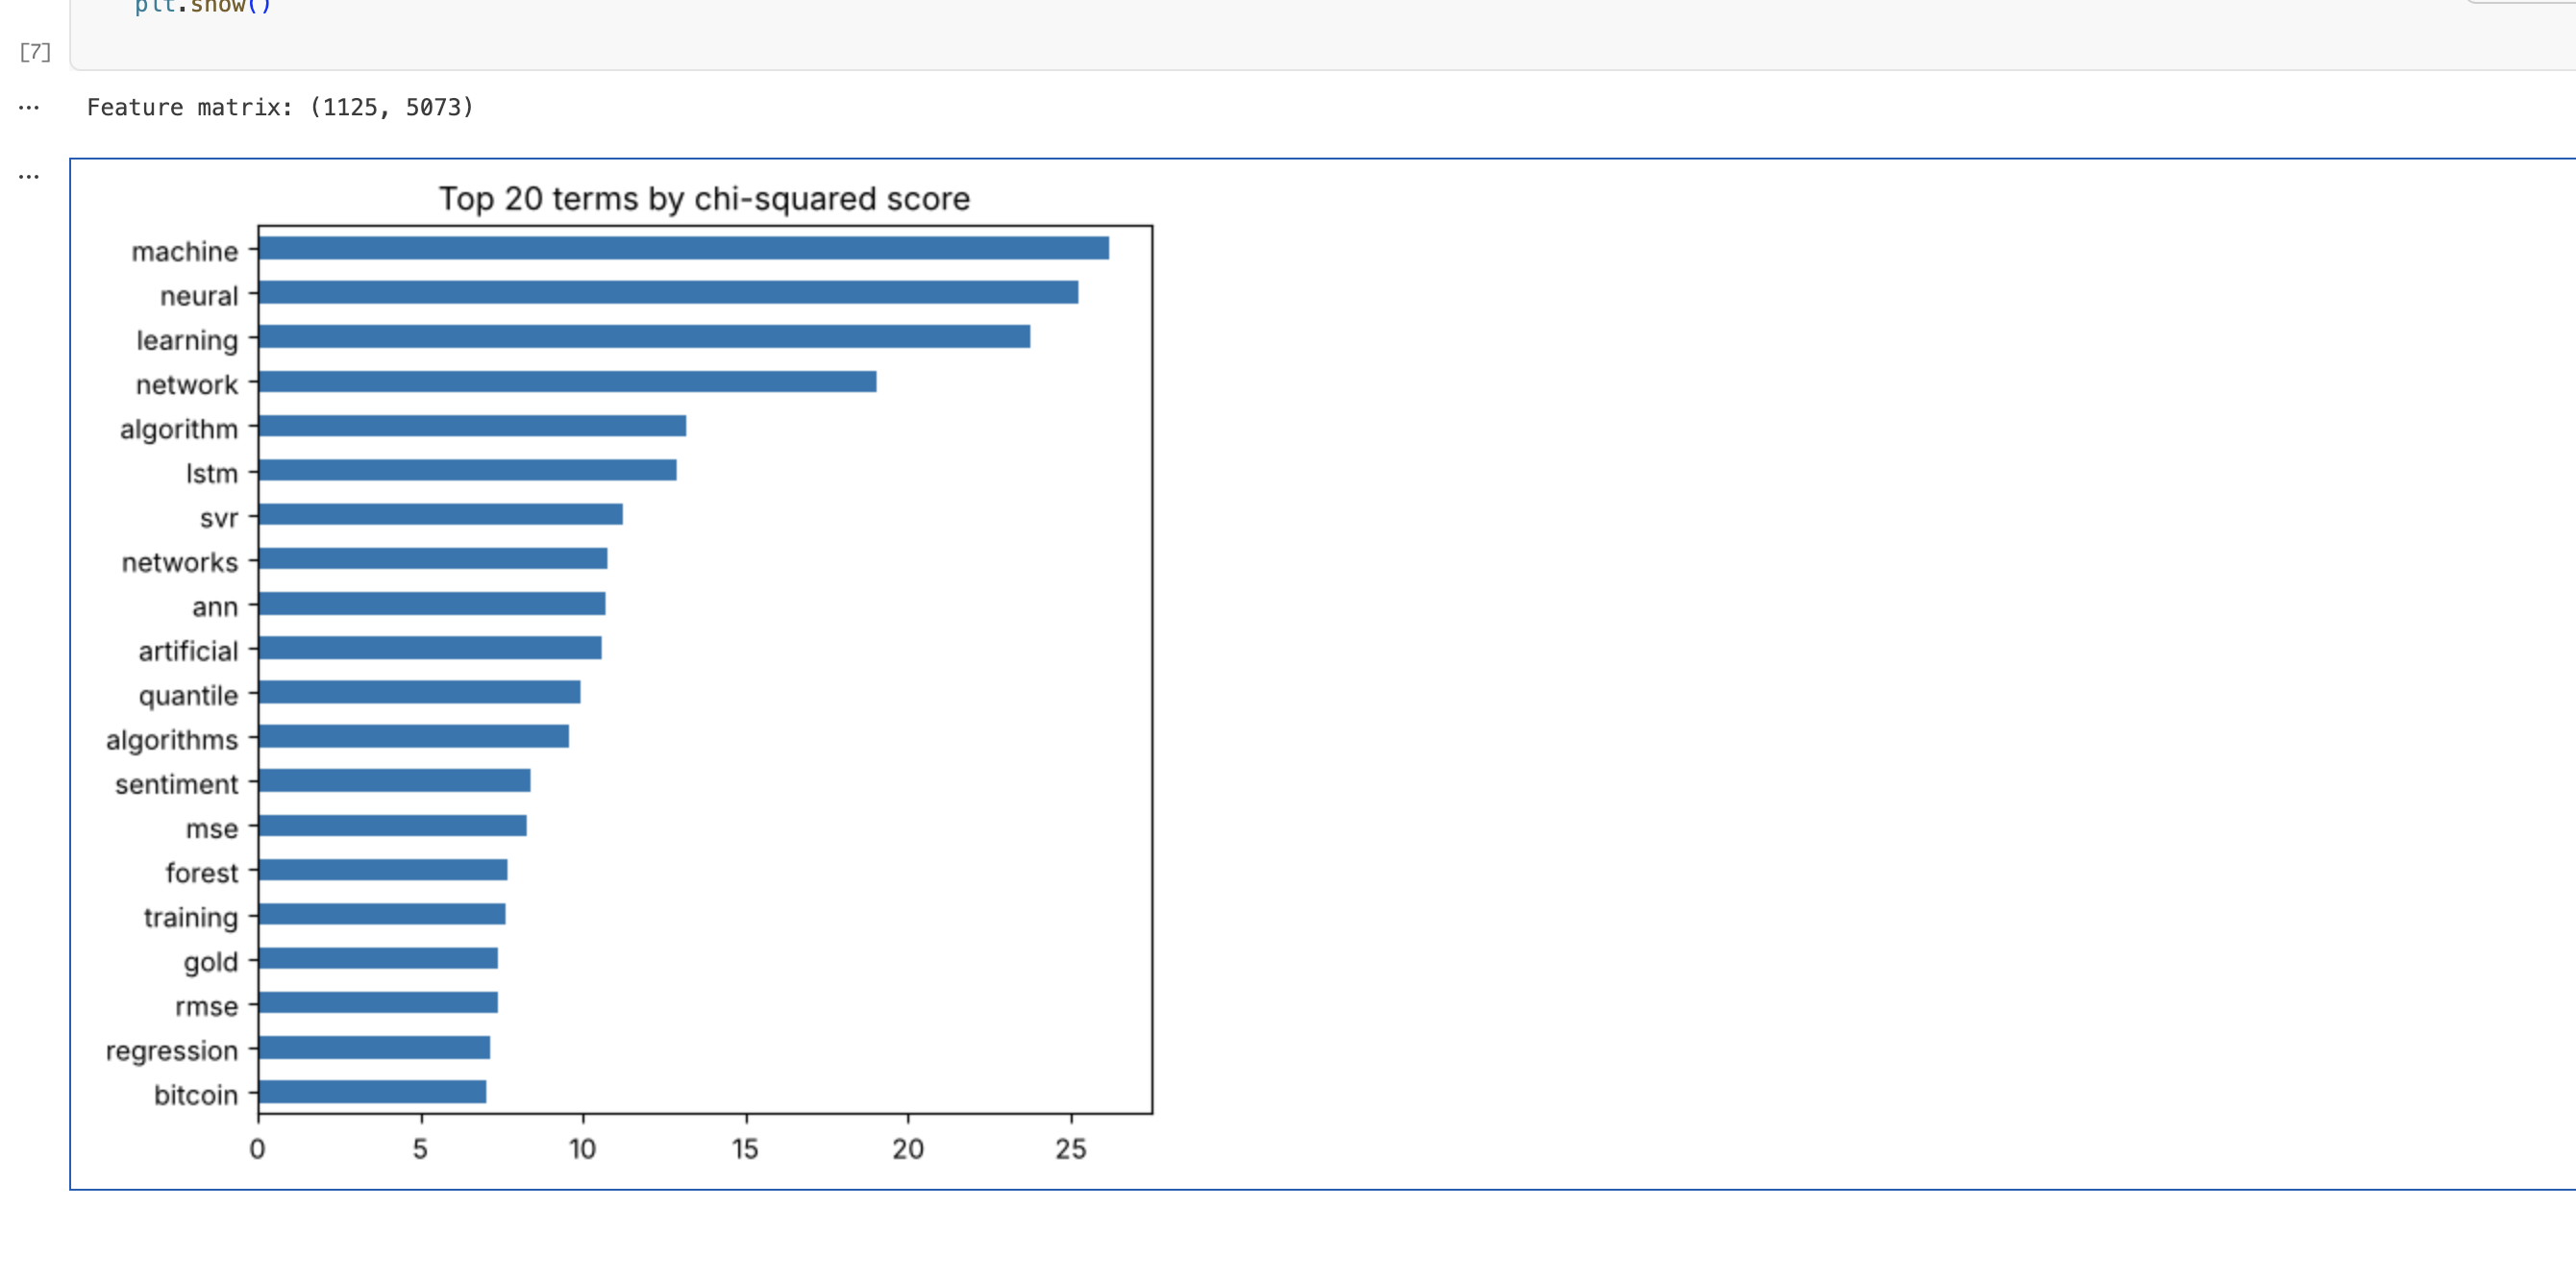 plt.show()
[7]
... Feature matrix: (1125, 5073)
...
Top 20 terms by chi-squared score
machine
neural
learning
network
algorithm
lstm
svr
networks
ann
artificial
quantile
algorithms
sentiment
mse
forest
training
gold
rmse
regression
bitcoin
0 5 10 15 20 25